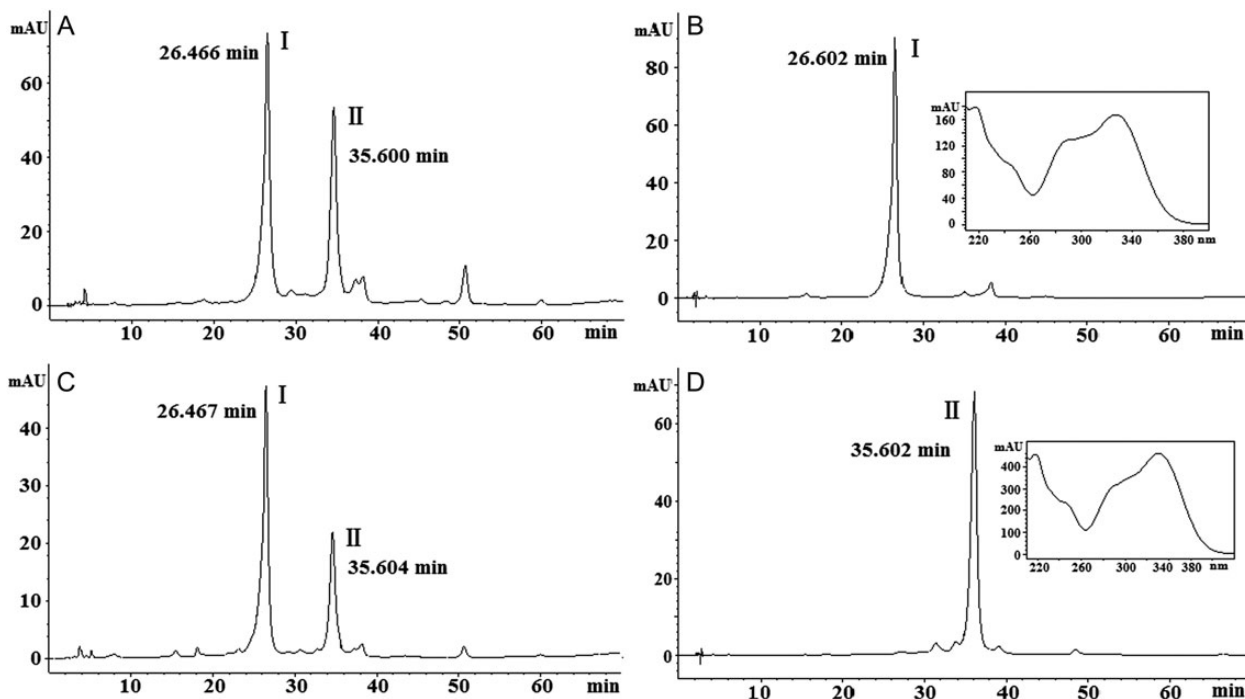 A
mAU
I
26.466 min
II
35.600 min
60
40
20
0
10 20 30 40 50 60
min
B
mAU
I
26.602 min
80
60
40
20
0
10 20 30 40 50 60 min
mAU
160
120
80
40
0
220 260 300 340 380 nm
C
mAU
I
26.467 min
II
35.604 min
40
30
20
10
0
10 20 30 40 50 60 min
D
mAU
II
35.602 min
60
40
20
0
10 20 30 40 50 60 min
mAU
400
300
200
100
0
220 260 300 340 380 nm